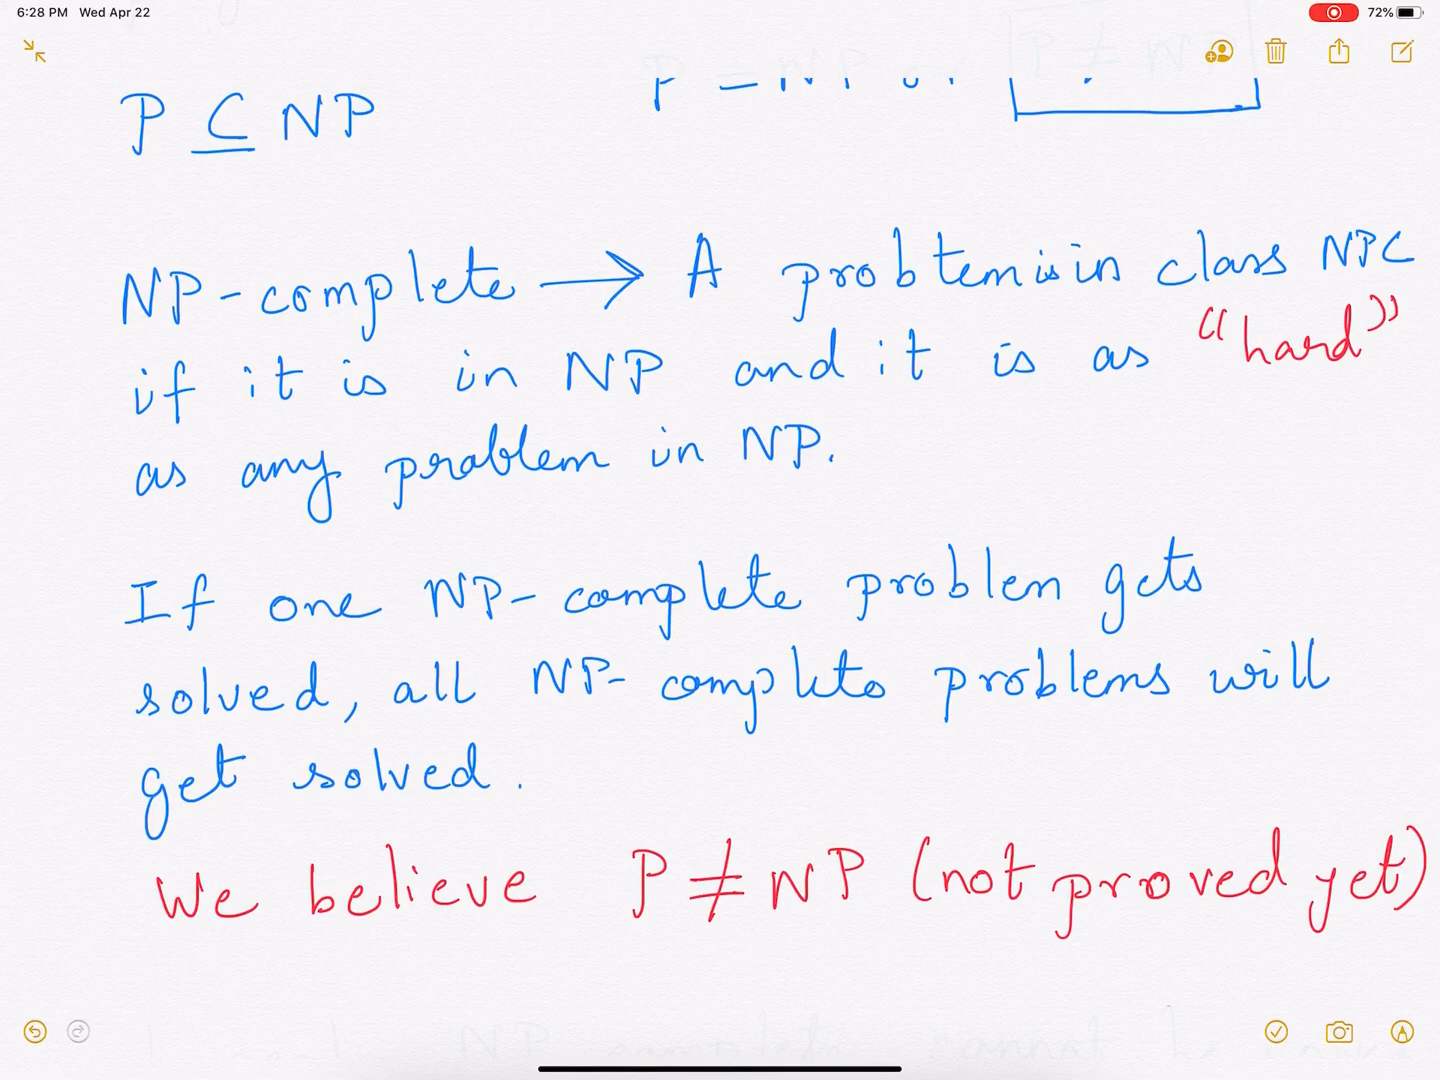 6:28 PM Wed Apr 22
72%
P ⊆ NP
NP-complete → A problem is in class NPC
if it is in NP and it is as "hard"
as any problem in NP.
If one NP-complete problem gets
solved, all NP-complete problems will
get solved.
We believe P ≠ NP (not proved yet)